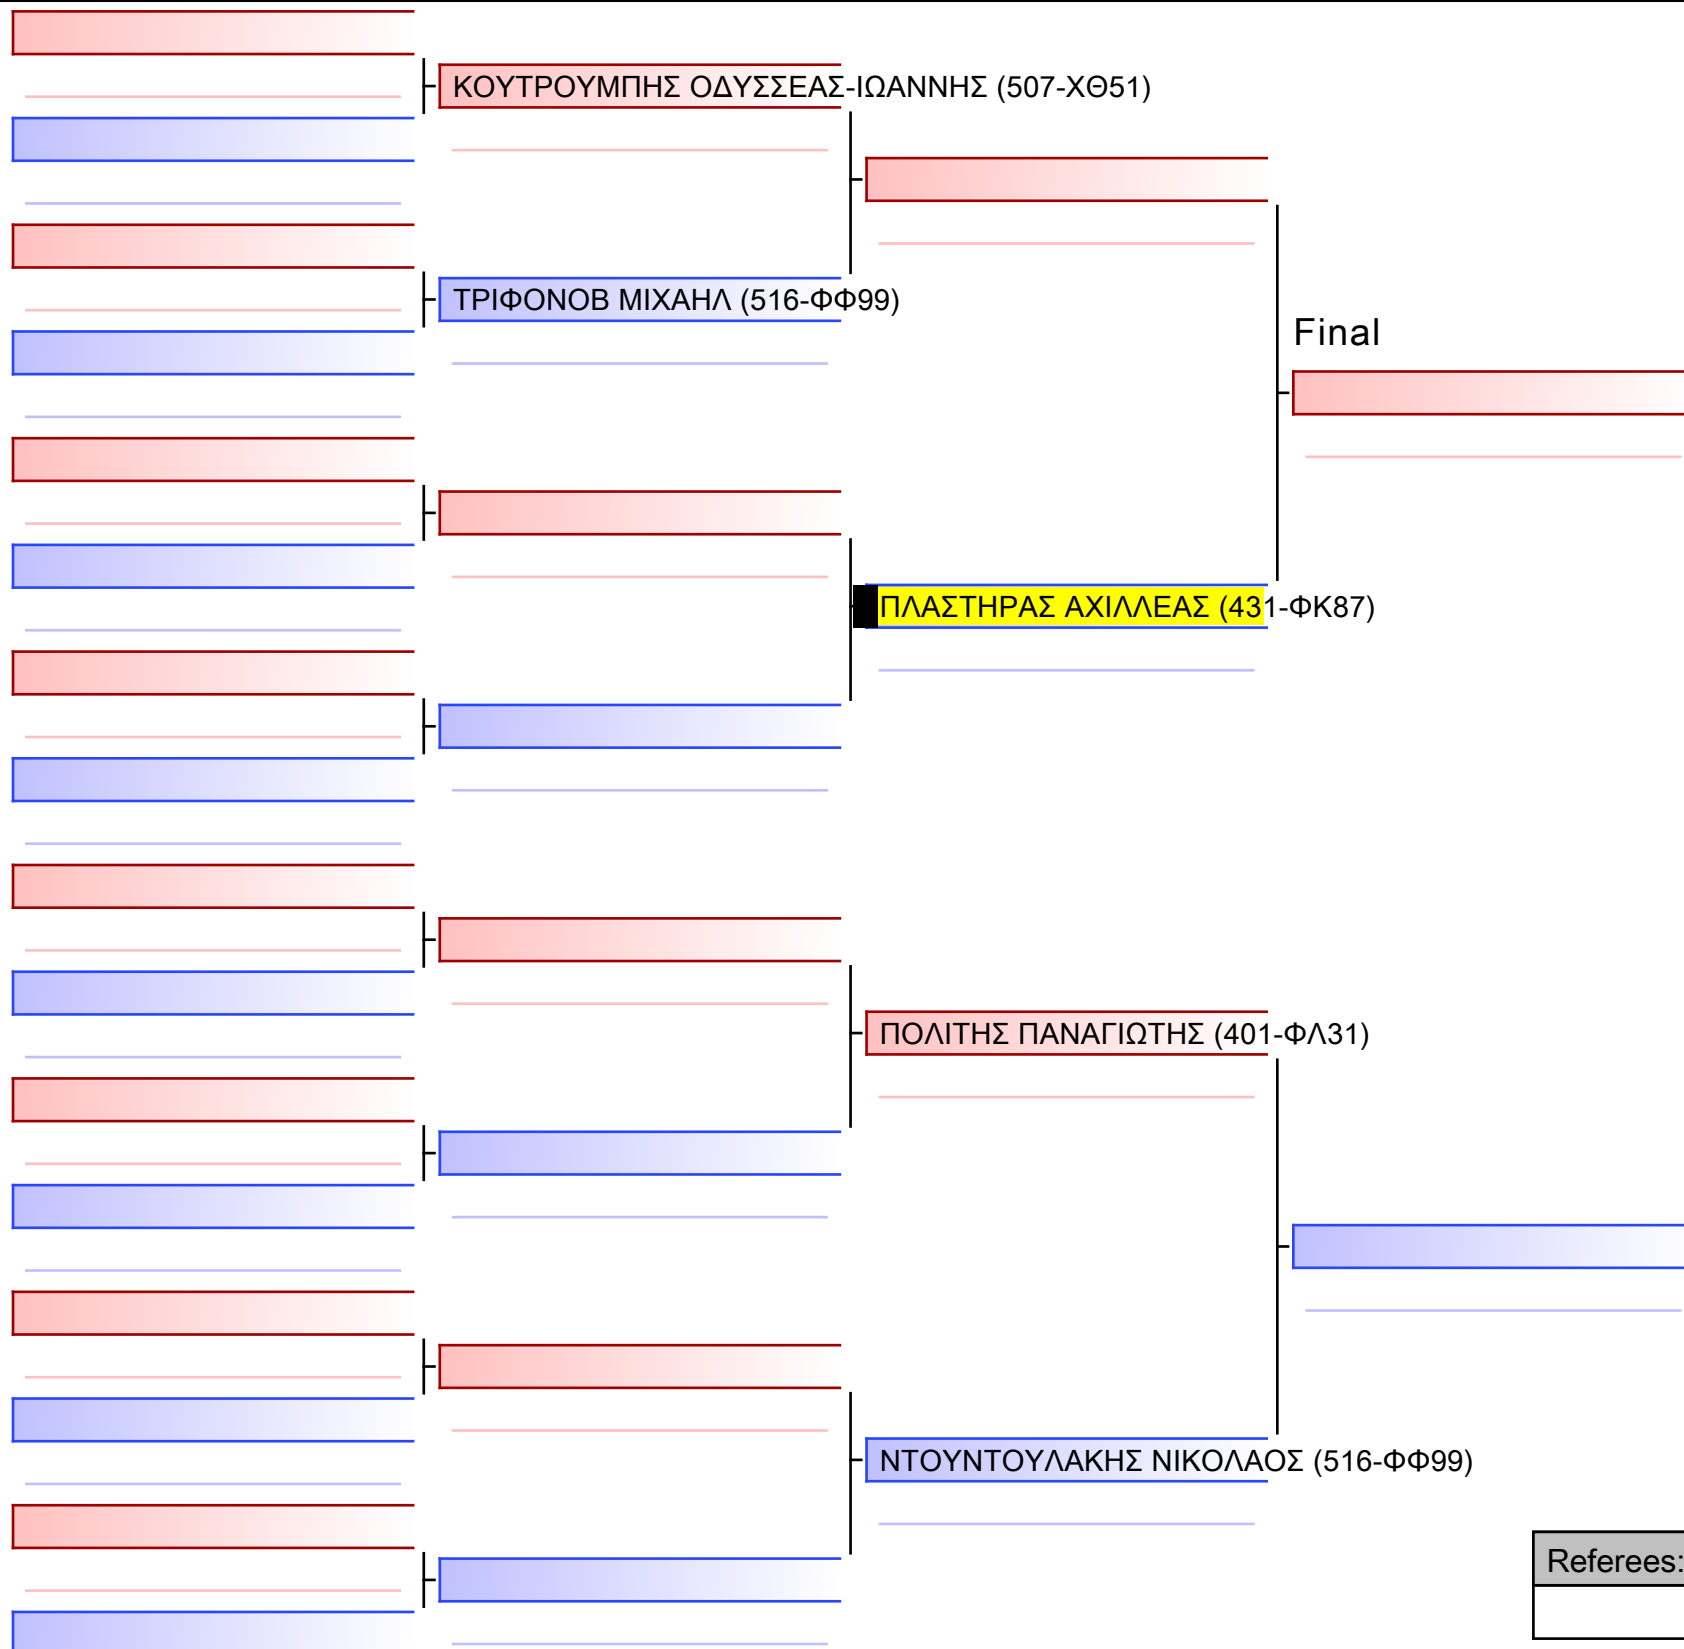 ΚΟΥΤΡΟΥΜΠΗΣ ΟΔΥΣΣΕΑΣ-ΙΩΑΝΝΗΣ (507-ΧΘ51)
ΤΡΙΦΟΝΟΒ ΜΙΧΑΗΛ (516-ΦΦ99)
Final
ΠΛΑΣΤΗΡΑΣ ΑΧΙΛΛΕΑΣ (431-ΦΚ87)
ΠΟΛΙΤΗΣ ΠΑΝΑΓΙΩΤΗΣ (401-ΦΛ31)
ΝΤΟΥΝΤΟΥΛΑΚΗΣ ΝΙΚΟΛΑΟΣ (516-ΦΦ99)
Referees: